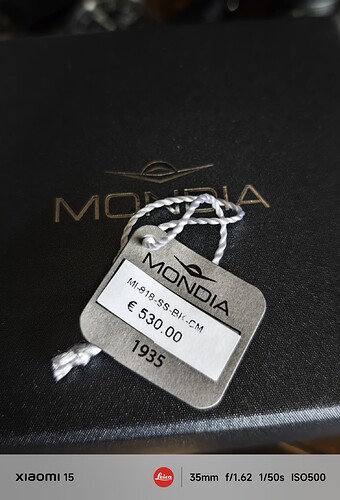 MONDIA
MONDIA
MI-818-SS-BK-CM
€ 530.00
1935
XIAOMI 15
Leica
35mm f/1.62 1/50s ISO500